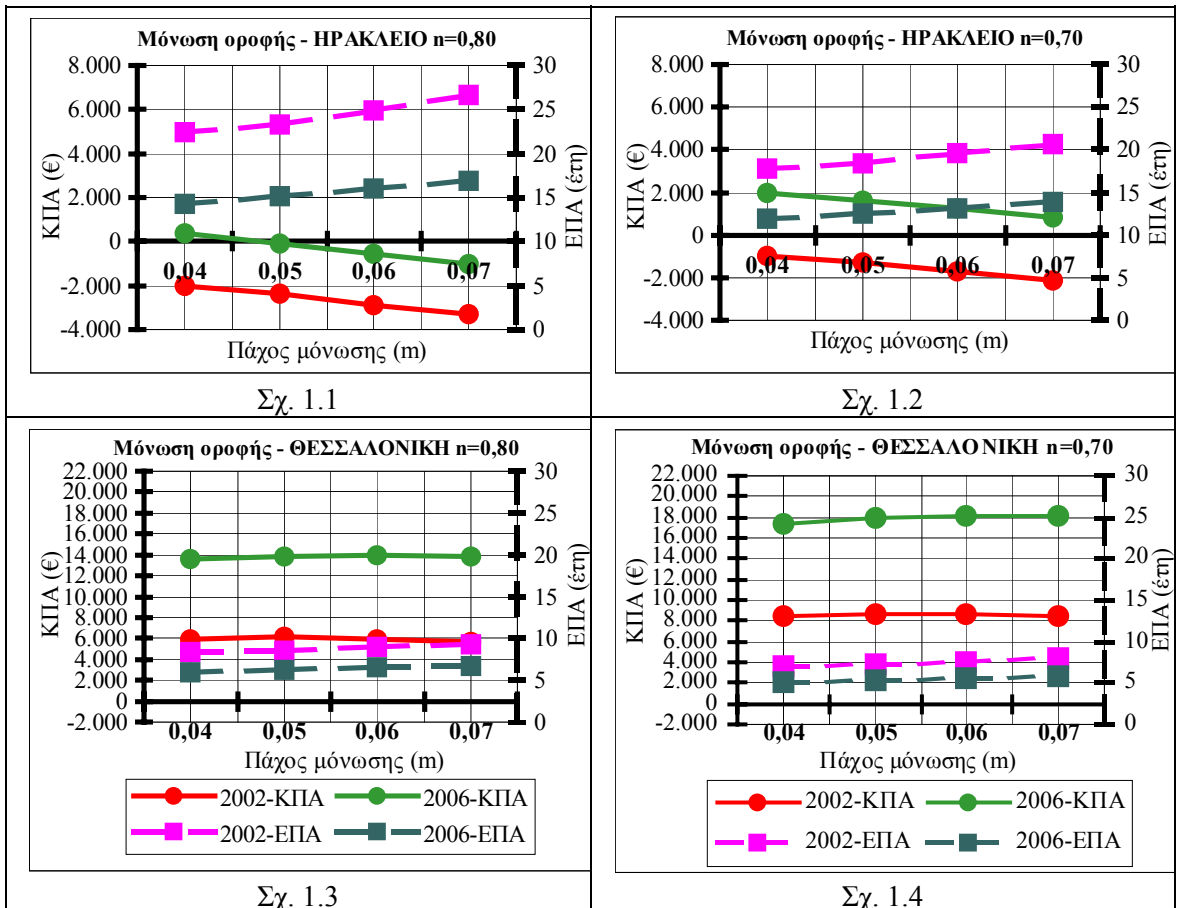 Μόνωση οροφής - ΗΡΑΚΛΕΙΟ n=0,80
8.000
6.000
4.000
2.000
0
-2.000
-4.000
ΚΠΑ (€)
30
25
20
15
10
5
0
ΕΠΑ (έτη)
0,04 0,05 0,06 0,07
Πάχος μόνωσης (m)
Σχ. 1.1
Μόνωση οροφής - ΗΡΑΚΛΕΙΟ n=0,70
8.000
6.000
4.000
2.000
0
-2.000
-4.000
ΚΠΑ (€)
30
25
20
15
10
5
0
ΕΠΑ (έτη)
0,04 0,05 0,06 0,07
Πάχος μόνωσης (m)
Σχ. 1.2
Μόνωση οροφής - ΘΕΣΣΑΛΟΝΙΚΗ n=0,80
22.000
20.000
18.000
16.000
14.000
12.000
10.000
8.000
6.000
4.000
2.000
0
-2.000
ΚΠΑ (€)
30
25
20
15
10
5
0
ΕΠΑ (έτη)
0,04 0,05 0,06 0,07
Πάχος μόνωσης (m)
2002-ΚΠΑ 2006-ΚΠΑ
2002-ΕΠΑ 2006-ΕΠΑ
Σχ. 1.3
Μόνωση οροφής - ΘΕΣΣΑΛΟΝΙΚΗ n=0,70
22.000
20.000
18.000
16.000
14.000
12.000
10.000
8.000
6.000
4.000
2.000
0
-2.000
ΚΠΑ (€)
30
25
20
15
10
5
0
ΕΠΑ (έτη)
0,04 0,05 0,06 0,07
Πάχος μόνωσης (m)
2002-ΚΠΑ 2006-ΚΠΑ
2002-ΕΠΑ 2006-ΕΠΑ
Σχ. 1.4